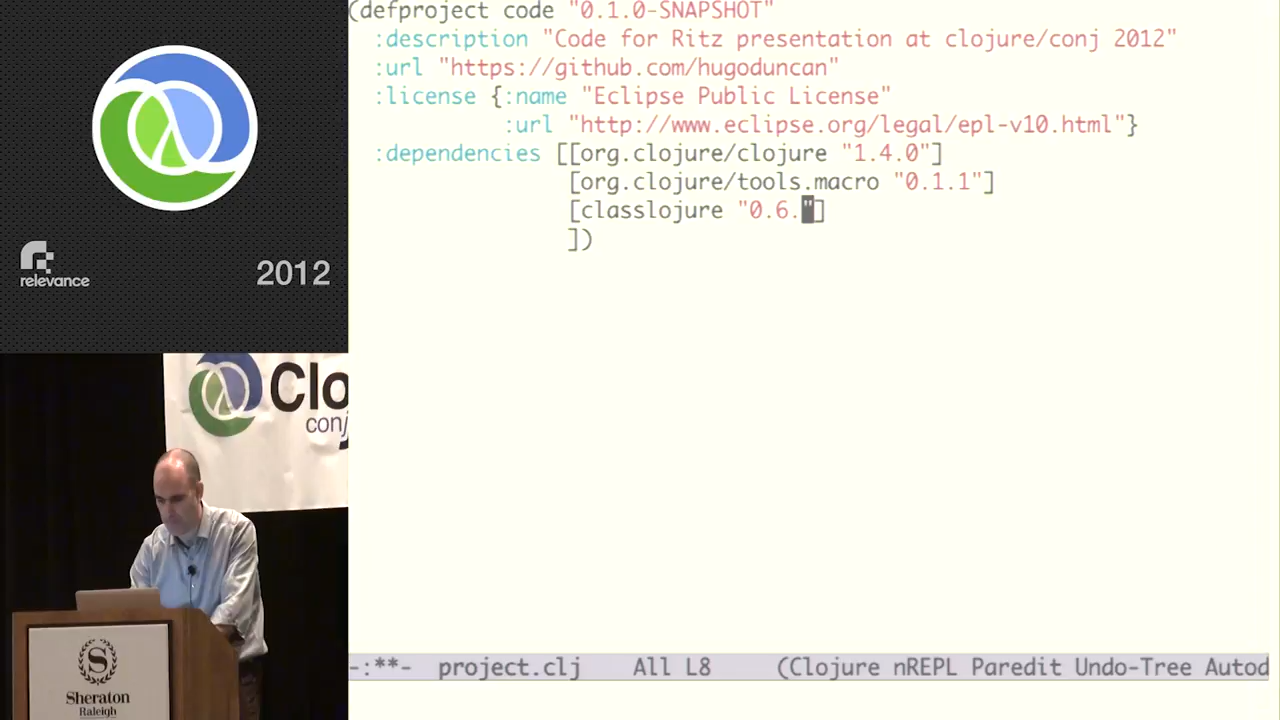 (defproject code "0.1.0-SNAPSHOT"
:description "Code for Ritz presentation at clojure/conj 2012"
:url "https://github.com/hugoduncan"
:license {:name "Eclipse Public License"
:url "http://www.eclipse.org/legal/epl-v10.html"}
:dependencies [[org.clojure/clojure "1.4.0"]
[org.clojure/tools.macro "0.1.1"]
[classlojure "0.6."]
])
-:**- project.clj All L8 (Clojure nREPL Paredit Undo-Tree Autod
relevance
2012
Clo
conj
S
Sheraton
Raleigh